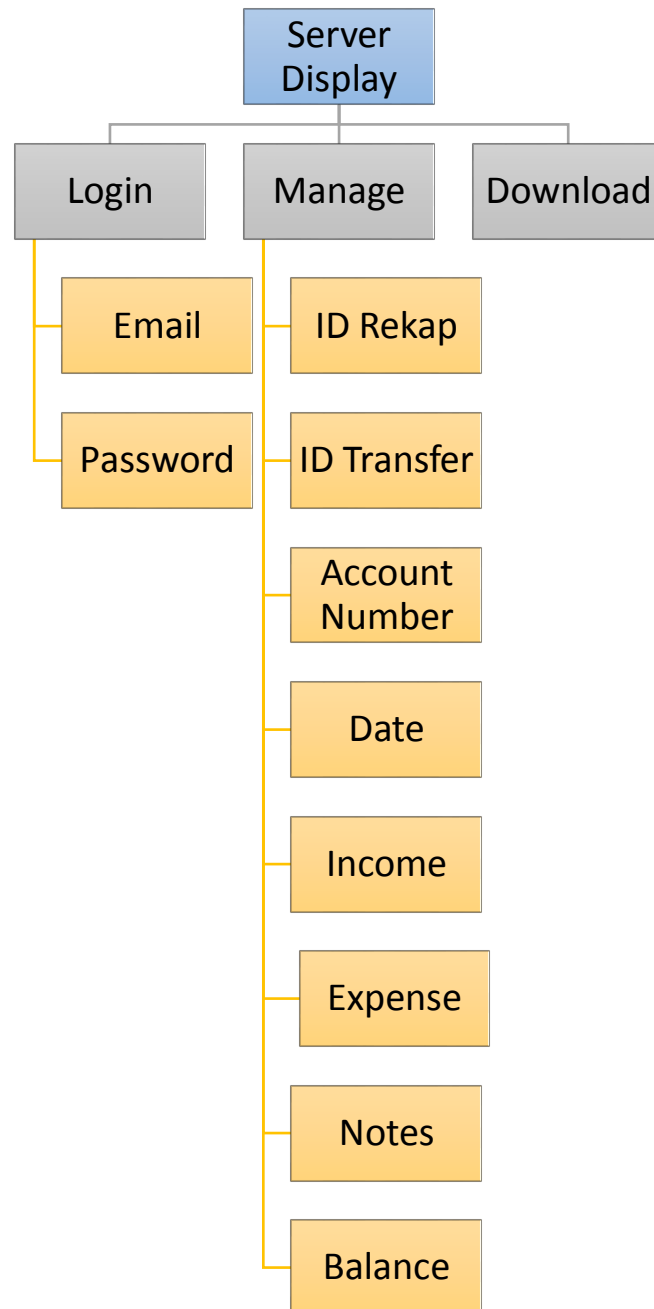 Server
Display
Login
Manage
Download
Email
Password
ID Rekap
ID Transfer
Account
Number
Date
Income
Expense
Notes
Balance